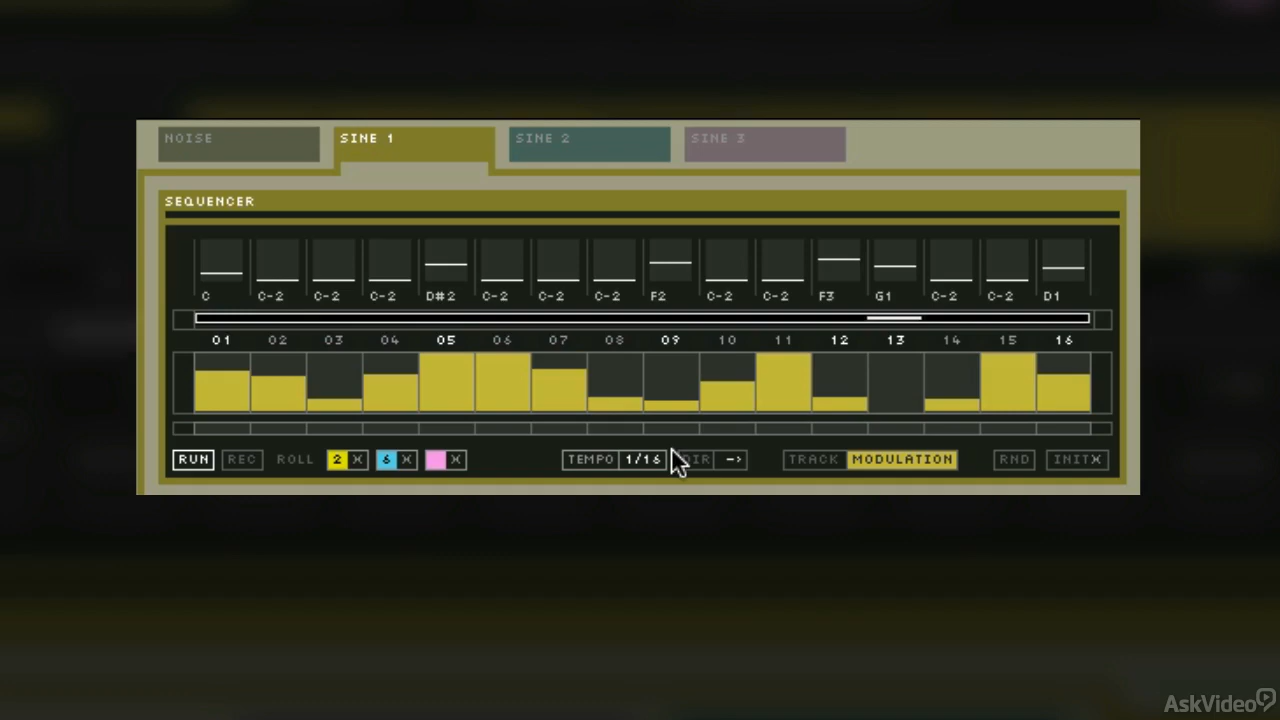 NOISE SINE 1 SINE 2 SINE 3
SEQUENCER
C C-2 C-2 C-2 D#2 C-2 C-2 C-2 F2 C-2 C-2 F3 G1 C-2 C-2 D1
01 02 03 04 05 06 07 08 09 10 11 12 13 14 15 16
RUN REC ROLL 2 X 6 X X TEMPO 1/16 DIR -> TRACK MODULATION RND INIT X
AskVideo